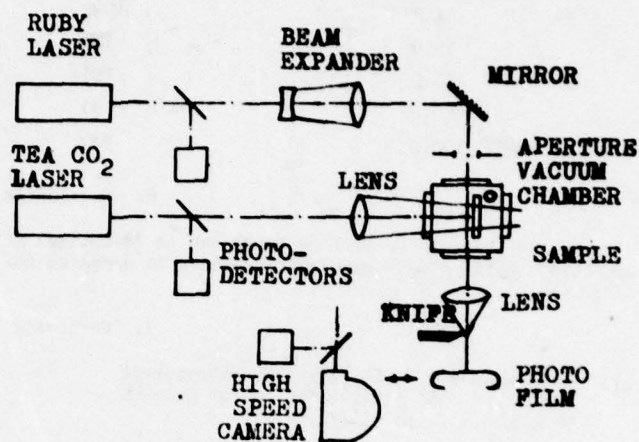 RUBY
LASER
BEAM
EXPANDER
MIRROR
TEA CO2
LASER
LENS
APERTURE
VACUUM
CHAMBER
PHOTO-
DETECTORS
SAMPLE
LENS
KNIFE
HIGH
SPEED
CAMERA
PHOTO
FILM